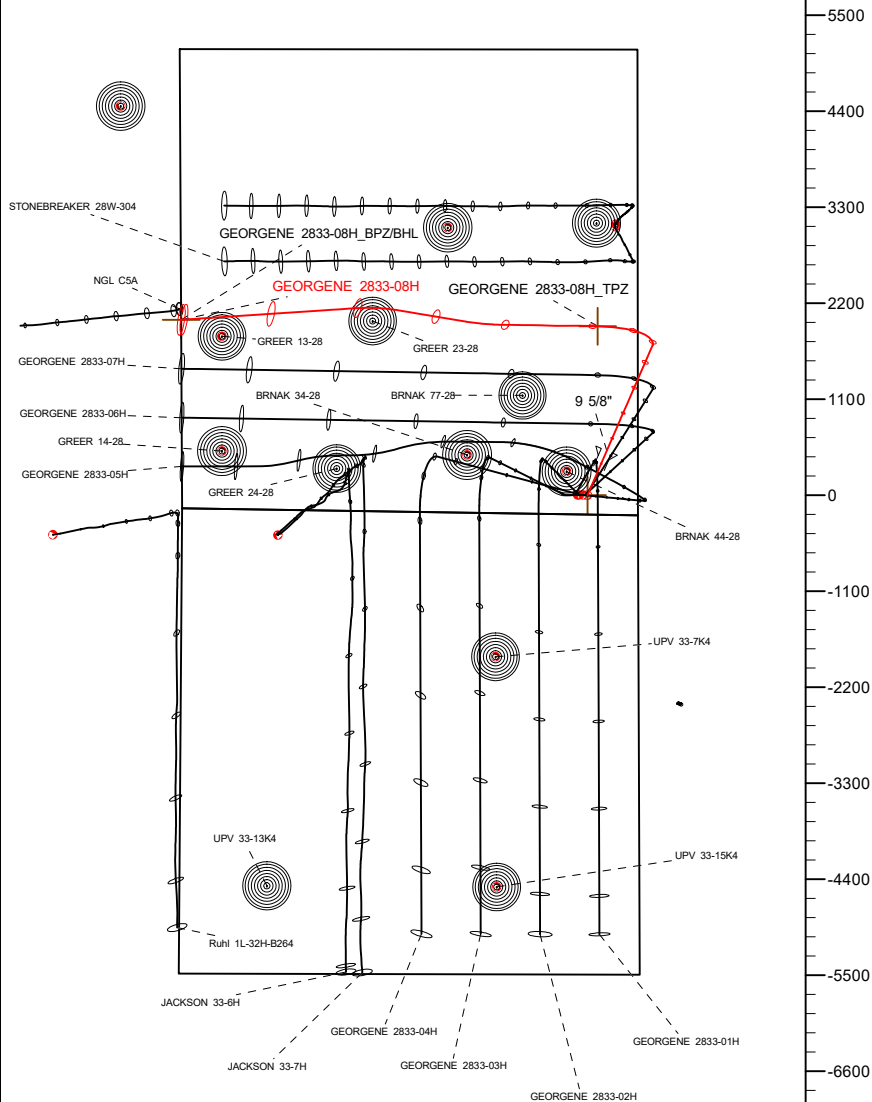 5500
4400
3300
STONEBREAKER 28W-304
GEORGENE 2833-08H_BPZ/BHL
NGL C5A
GEORGENE 2833-08H
GEORGENE 2833-08H_TPZ
2200
GREER 13-28
GREER 23-28
GEORGENE 2833-07H
BRNAK 34-28
BRNAK 77-28
9 5/8"
1100
GEORGENE 2833-06H
GREER 14-28
GEORGENE 2833-05H
GREER 24-28
0
BRNAK 44-28
-1100
UPV 33-7K4
-2200
-3300
UPV 33-13K4
UPV 33-15K4
-4400
Ruhl 1L-32H-B264
-5500
JACKSON 33-6H
GEORGENE 2833-04H
GEORGENE 2833-01H
JACKSON 33-7H
GEORGENE 2833-03H
-6600
GEORGENE 2833-02H